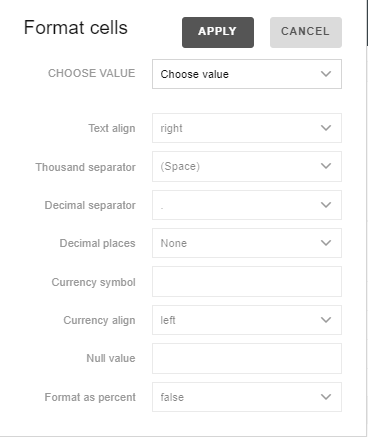 Format cells
APPLY
CANCEL
CHOOSE VALUE
Choose value
Text align
right
Thousand separator
(Space)
Decimal separator
.
Decimal places
None
Currency symbol
Currency align
left
Null value
Format as percent
false